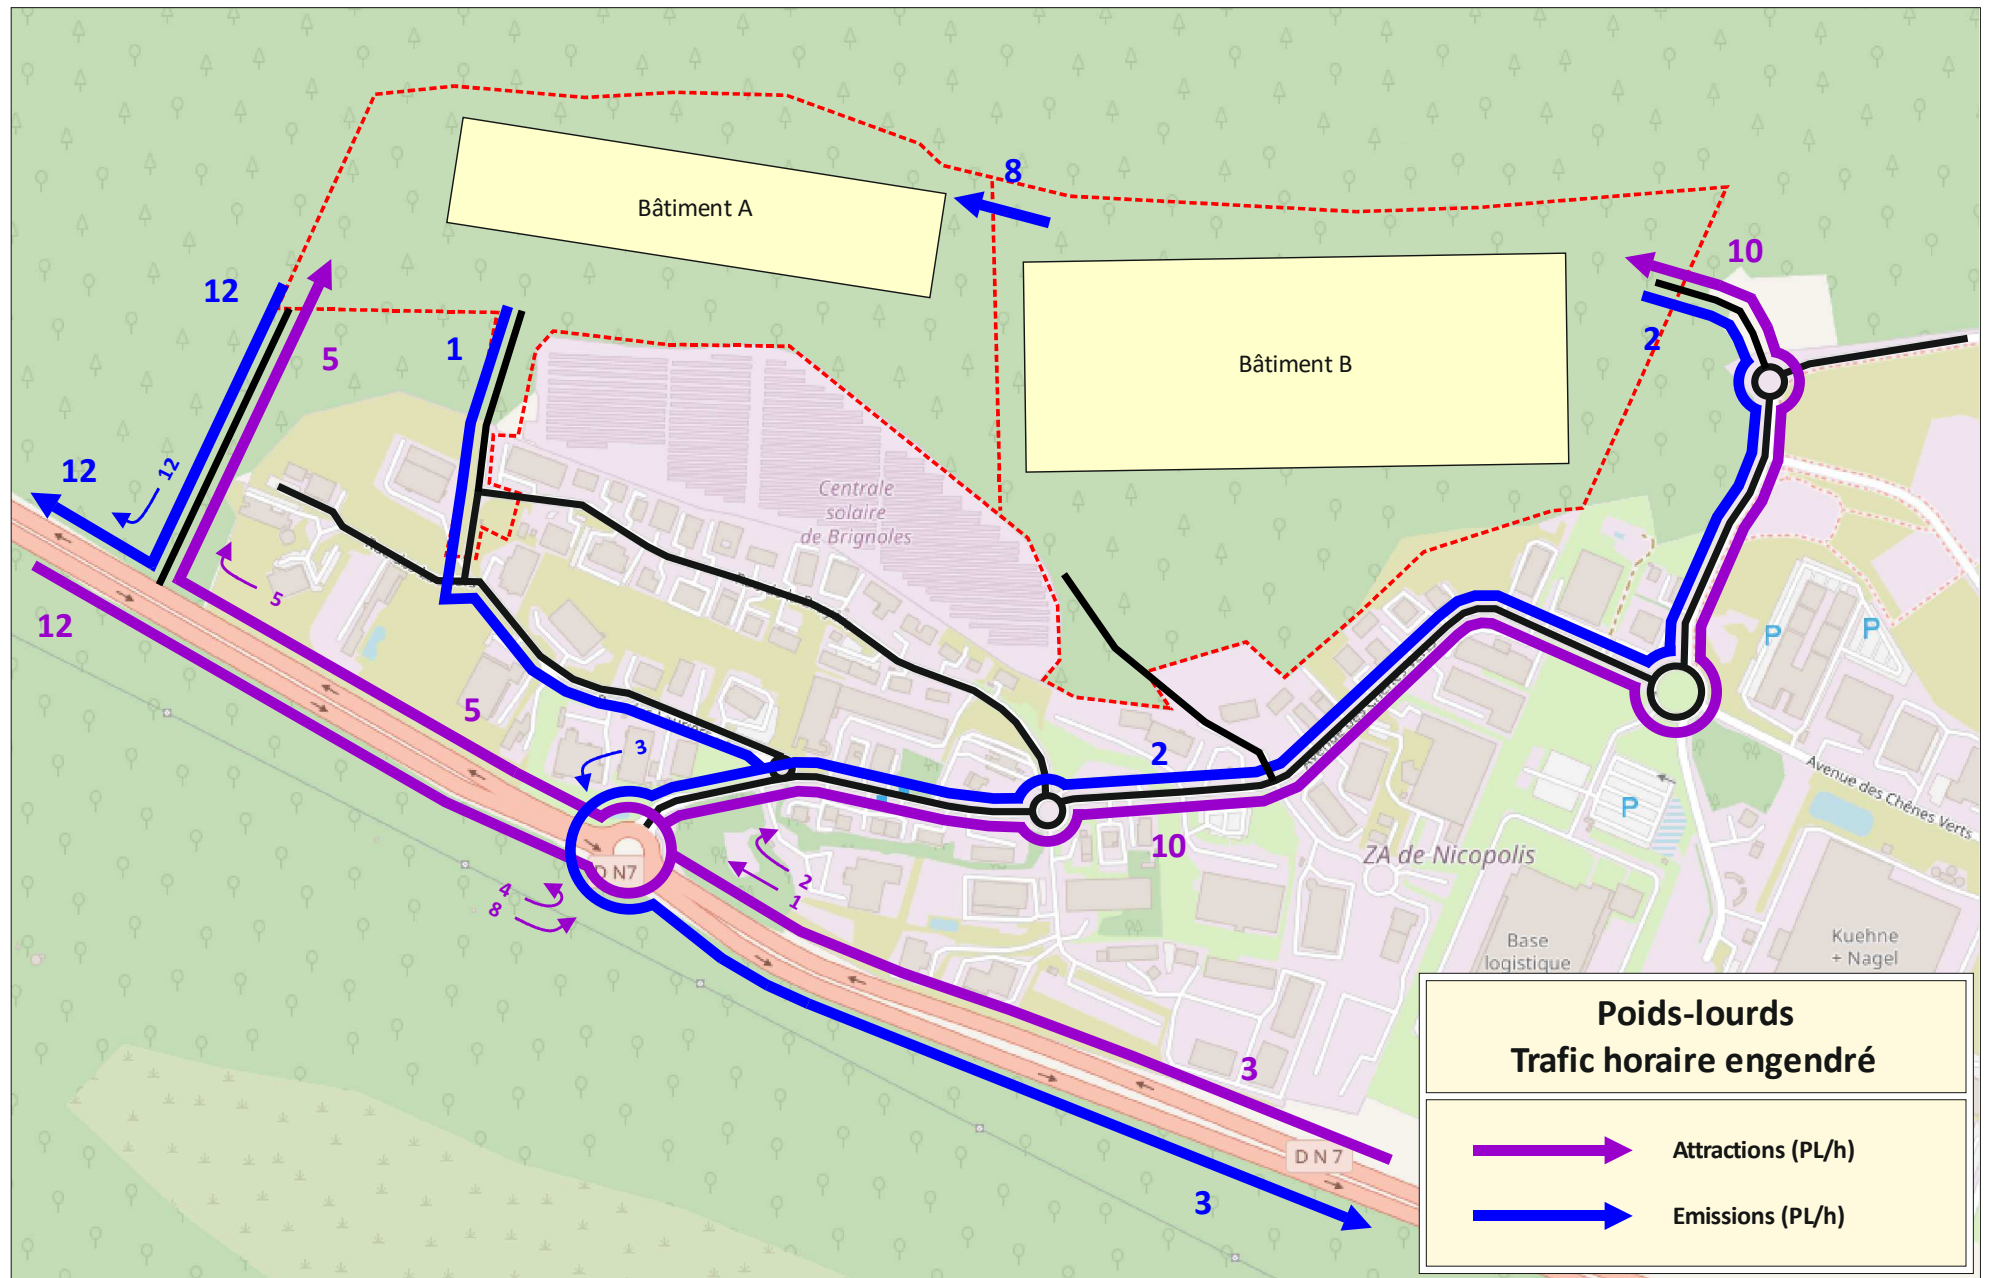 8
Bâtiment A
10
12
2
1
5
Bâtiment B
12
12
Centrale
solaire
de Brignoles
5
12
P
P
5
3
2
P
Avenue des Chênes Verts
10
ZA de Nicopolis
D N7
4
8
2
1
Base
logistique
Kuehne
+ Nagel
3
D N 7
3
Poids-lourds
Trafic horaire engendré
Attractions (PL/h)
Emissions (PL/h)